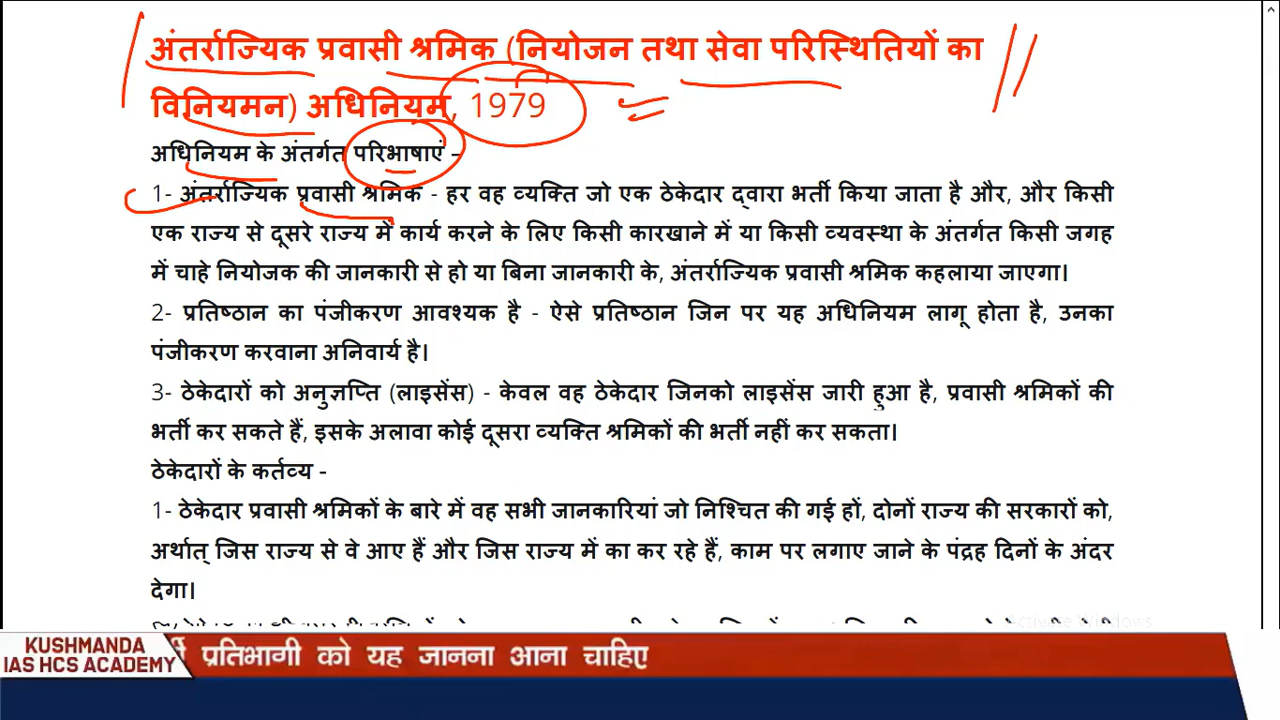 अंतर्राज्यिक प्रवासी श्रमिक (नियोजन तथा सेवा परिस्थितियों का
विनियमन) अधिनियम, 1979
अधिनियम के अंतर्गत परिभाषाएं -
1- अंतर्राज्यिक प्रवासी श्रमिक - हर वह व्यक्ति जो एक ठेकेदार द्वारा भर्ती किया जाता है और, और किसी
एक राज्य से दूसरे राज्य में कार्य करने के लिए किसी कारखाने में या किसी व्यवस्था के अंतर्गत किसी जगह
में चाहे नियोजक की जानकारी से हो या बिना जानकारी के, अंतर्राज्यिक प्रवासी श्रमिक कहलाया जाएगा।
2- प्रतिष्ठान का पंजीकरण आवश्यक है - ऐसे प्रतिष्ठान जिन पर यह अधिनियम लागू होता है, उनका
पंजीकरण करवाना अनिवार्य है।
3- ठेकेदारों को अनुज्ञप्ति (लाइसेंस) - केवल वह ठेकेदार जिनको लाइसेंस जारी हुआ है, प्रवासी श्रमिकों की
भर्ती कर सकते हैं, इसके अलावा कोई दूसरा व्यक्ति श्रमिकों की भर्ती नहीं कर सकता।
ठेकेदारों के कर्तव्य -
1- ठेकेदार प्रवासी श्रमिकों के बारे में वह सभी जानकारियां जो निश्चित की गई हों, दोनों राज्य की सरकारों को,
अर्थात् जिस राज्य से वे आए हैं और जिस राज्य में का कर रहे हैं, काम पर लगाए जाने के पंद्रह दिनों के अंदर
देगा।
Activate Windows
KUSHMANDA
IAS HCS ACADEMY
प्रतिभागी को यह जानना आना चाहिए